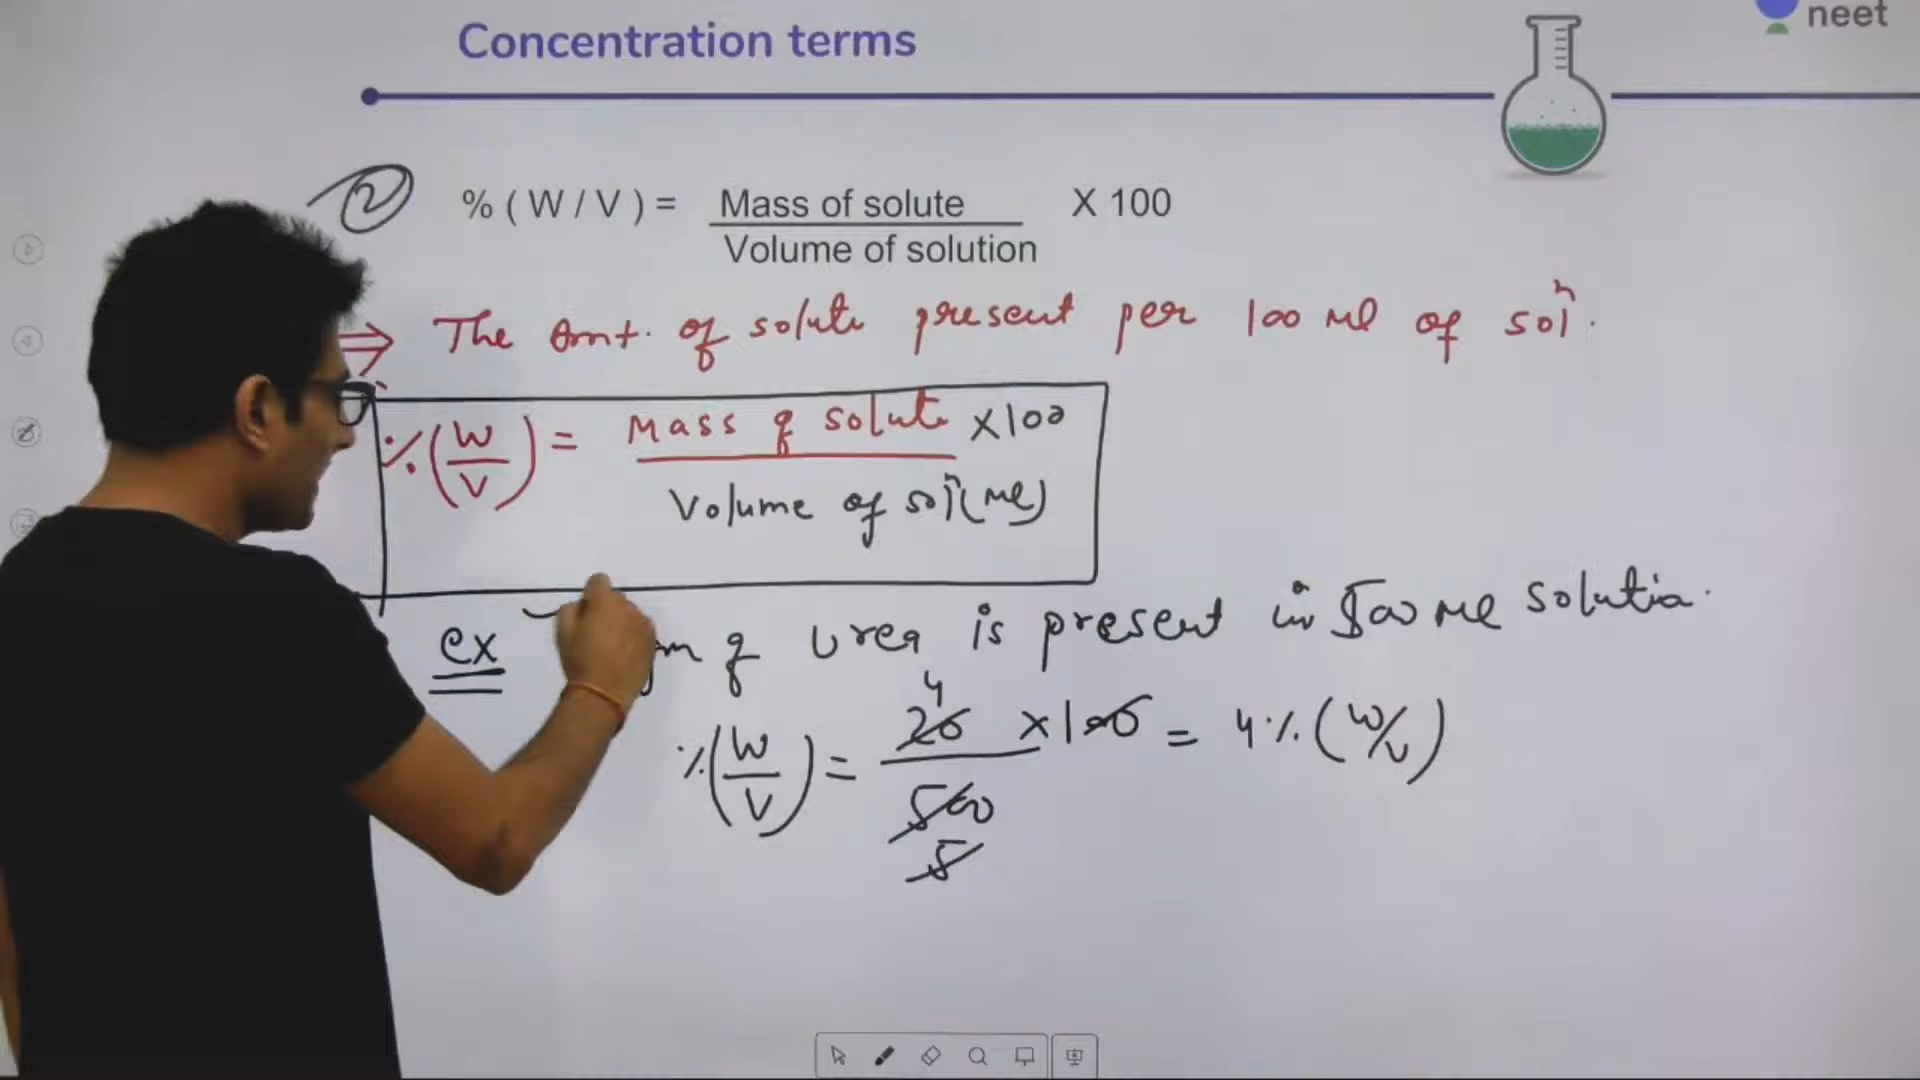 Concentration terms
neet
2
% ( W / V ) = Mass of solute X 100
Volume of solution
⇒ The Amt. of solute present per 100 ml of solⁿ.
% (W/V) = Mass of solute X100
Volume of solⁿ (ml)
ex gm of urea is present in 500 ml solution.
4
% (W/V) = 20 X100 = 4% (W/V)
500
5